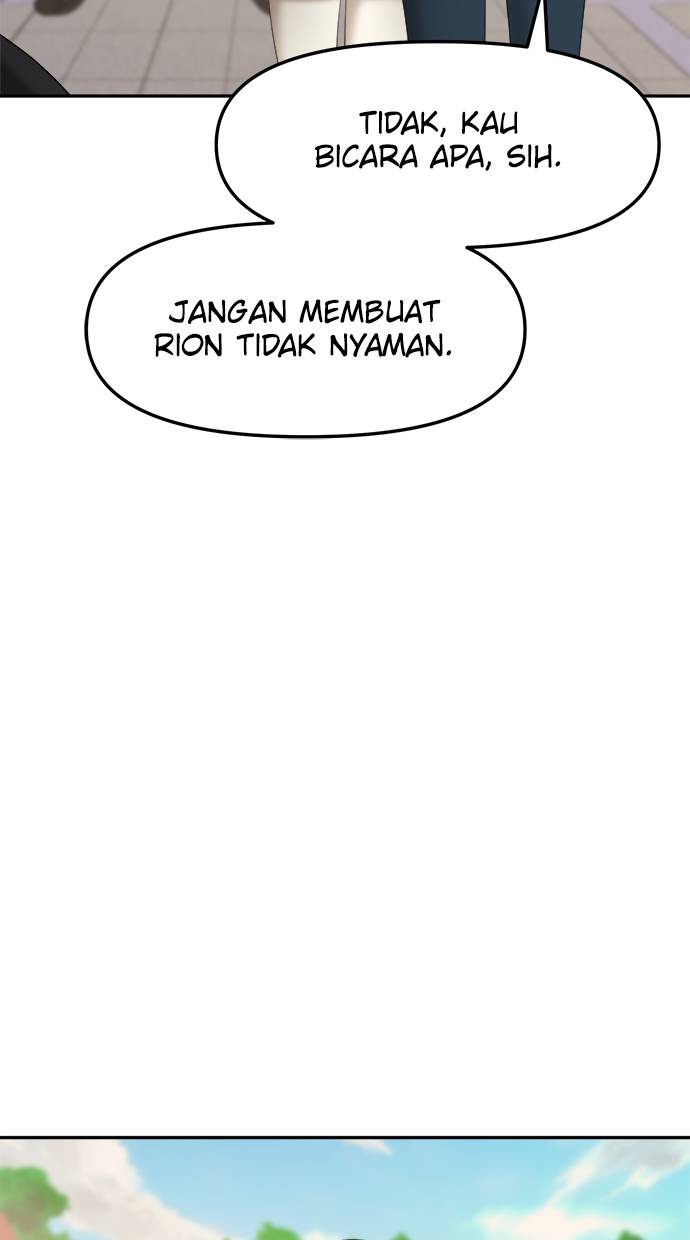 TIDAK, KAU
BICARA APA, SIH.
JANGAN MEMBUAT
RION TIDAK NYAMAN.